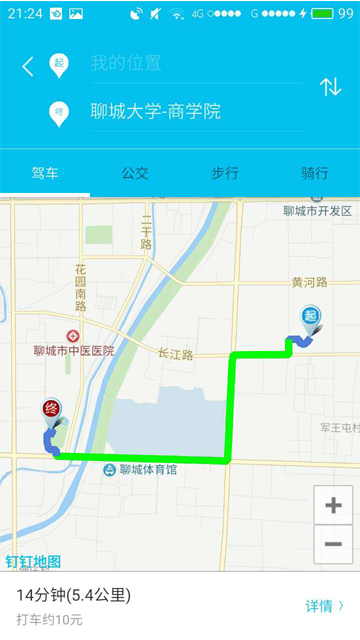 21:24 4G G 99
起 我的位置
终 聊城大学-商学院
驾车 公交 步行 骑行
聊城市开发区
二干路
花园南路
黄河路
起
聊城市中医医院
长江路
终
军王屯村
聊城体育馆
+
−
钉钉地图
14分钟(5.4公里)
打车约10元
详情 〉